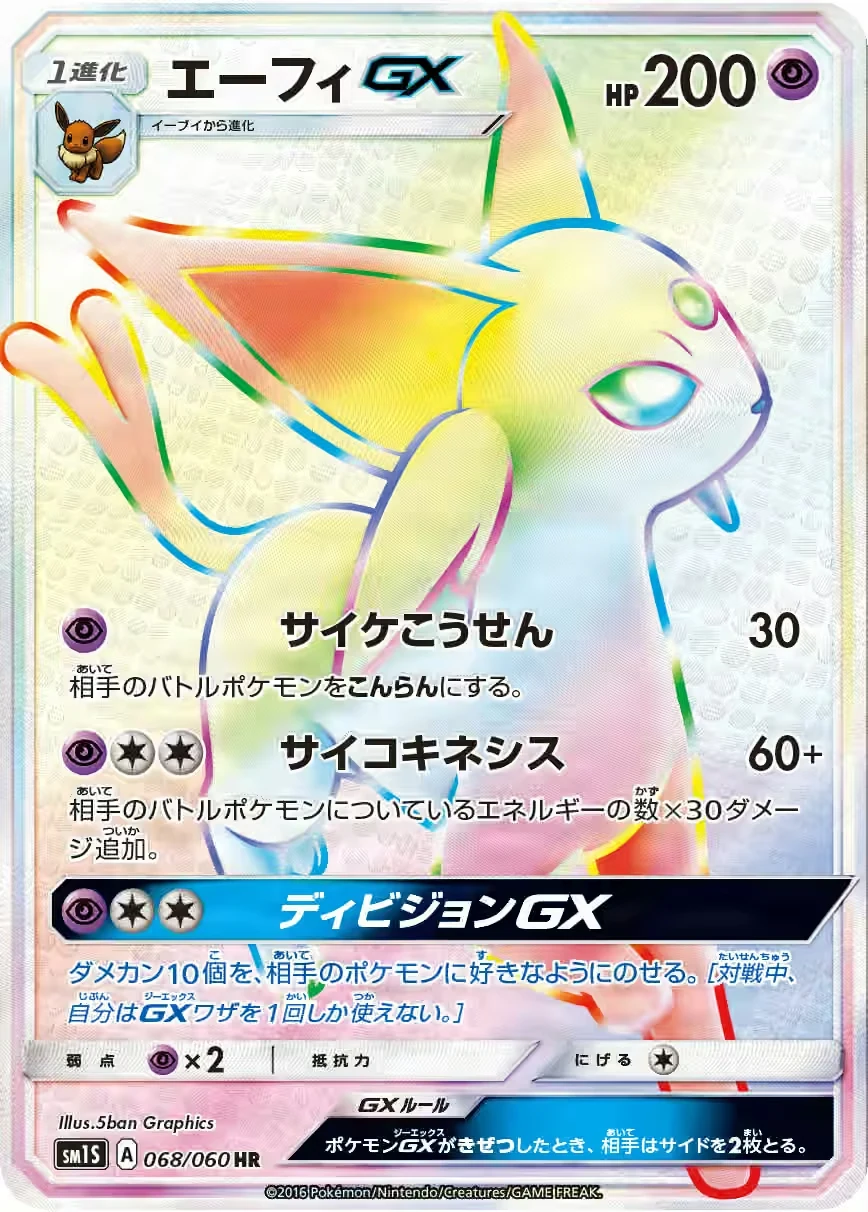 1進化
エーフィGX
HP200
イーブイから進化
サイケこうせん 30
相手のバトルポケモンをこんらんにする。
サイコキネシス 60+
相手のバトルポケモンについているエネルギーの数×30ダメー
ジ追加。
ディビジョンGX
ダメカン10個を、相手のポケモンに好きなようにのせる。[対戦中、
自分はGXワザを1回しか使えない。]
弱点 ×2 抵抗力 にげる
GXルール
Illus.5ban Graphics
ポケモンGXがきぜつしたとき、相手はサイドを2枚とる。
SM1S A 068/060 HR
©2016 Pokémon/Nintendo/Creatures/GAME FREAK.